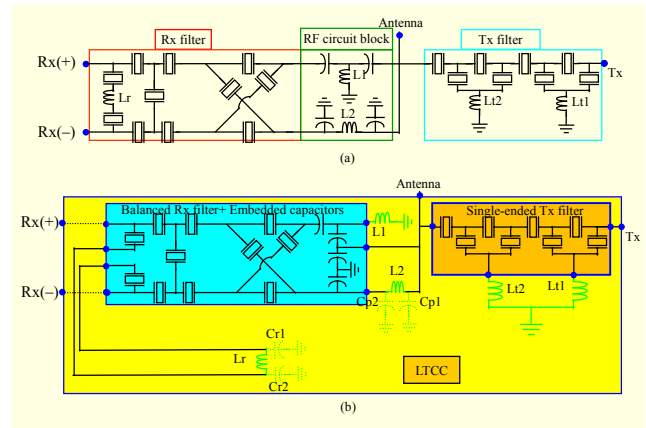 Antenna
Rx filter
RF circuit block
Tx filter
Rx(+)
L1
Tx
Lr
Lt2
Lt1
L2
Rx(−)
(a)
Antenna
Balanced Rx filter+ Embedded capacitors
Single-ended Tx filter
Rx(+)
L1
Tx
L2
Rx(−)
Cp2
Cp1
Lt2
Lt1
Cr1
Lr
Cr2
LTCC
(b)